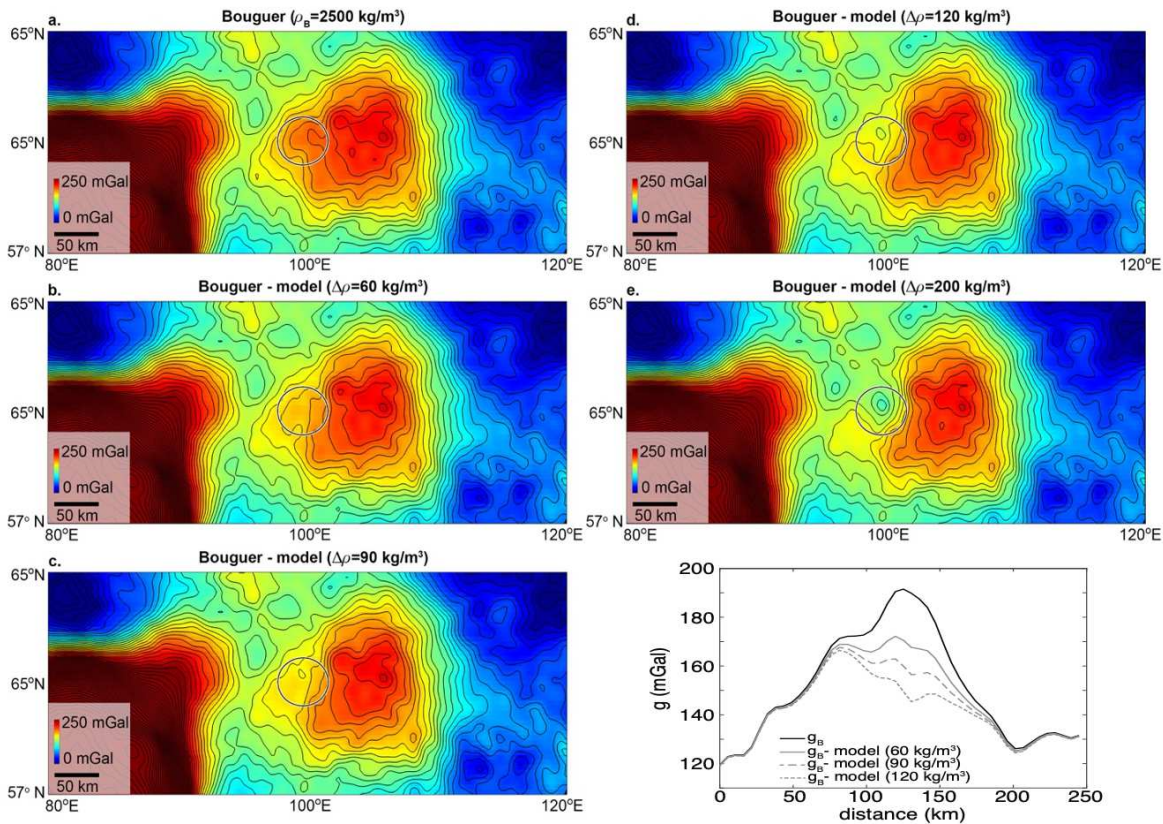 a. Bouguer (ρB=2500 kg/m³)
65°N
65°N
57° N
250 mGal
0 mGal
50 km
80°E
100°E
120°E
b. Bouguer - model (Δρ=60 kg/m³)
65°N
65°N
57° N
250 mGal
0 mGal
50 km
80°E
100°E
120°E
c. Bouguer - model (Δρ=90 kg/m³)
65°N
65°N
57° N
250 mGal
0 mGal
50 km
80°E
100°E
120°E
d. Bouguer - model (Δρ=120 kg/m³)
65°N
65°N
57° N
250 mGal
0 mGal
50 km
80°E
100°E
120°E
e. Bouguer - model (Δρ=200 kg/m³)
65°N
65°N
57° N
250 mGal
0 mGal
50 km
80°E
100°E
120°E
200
180
160
140
120
g (mGal)
gB
gB- model (60 kg/m³)
gB- model (90 kg/m³)
gB- model (120 kg/m³)
0 50 100 150 200 250
distance (km)